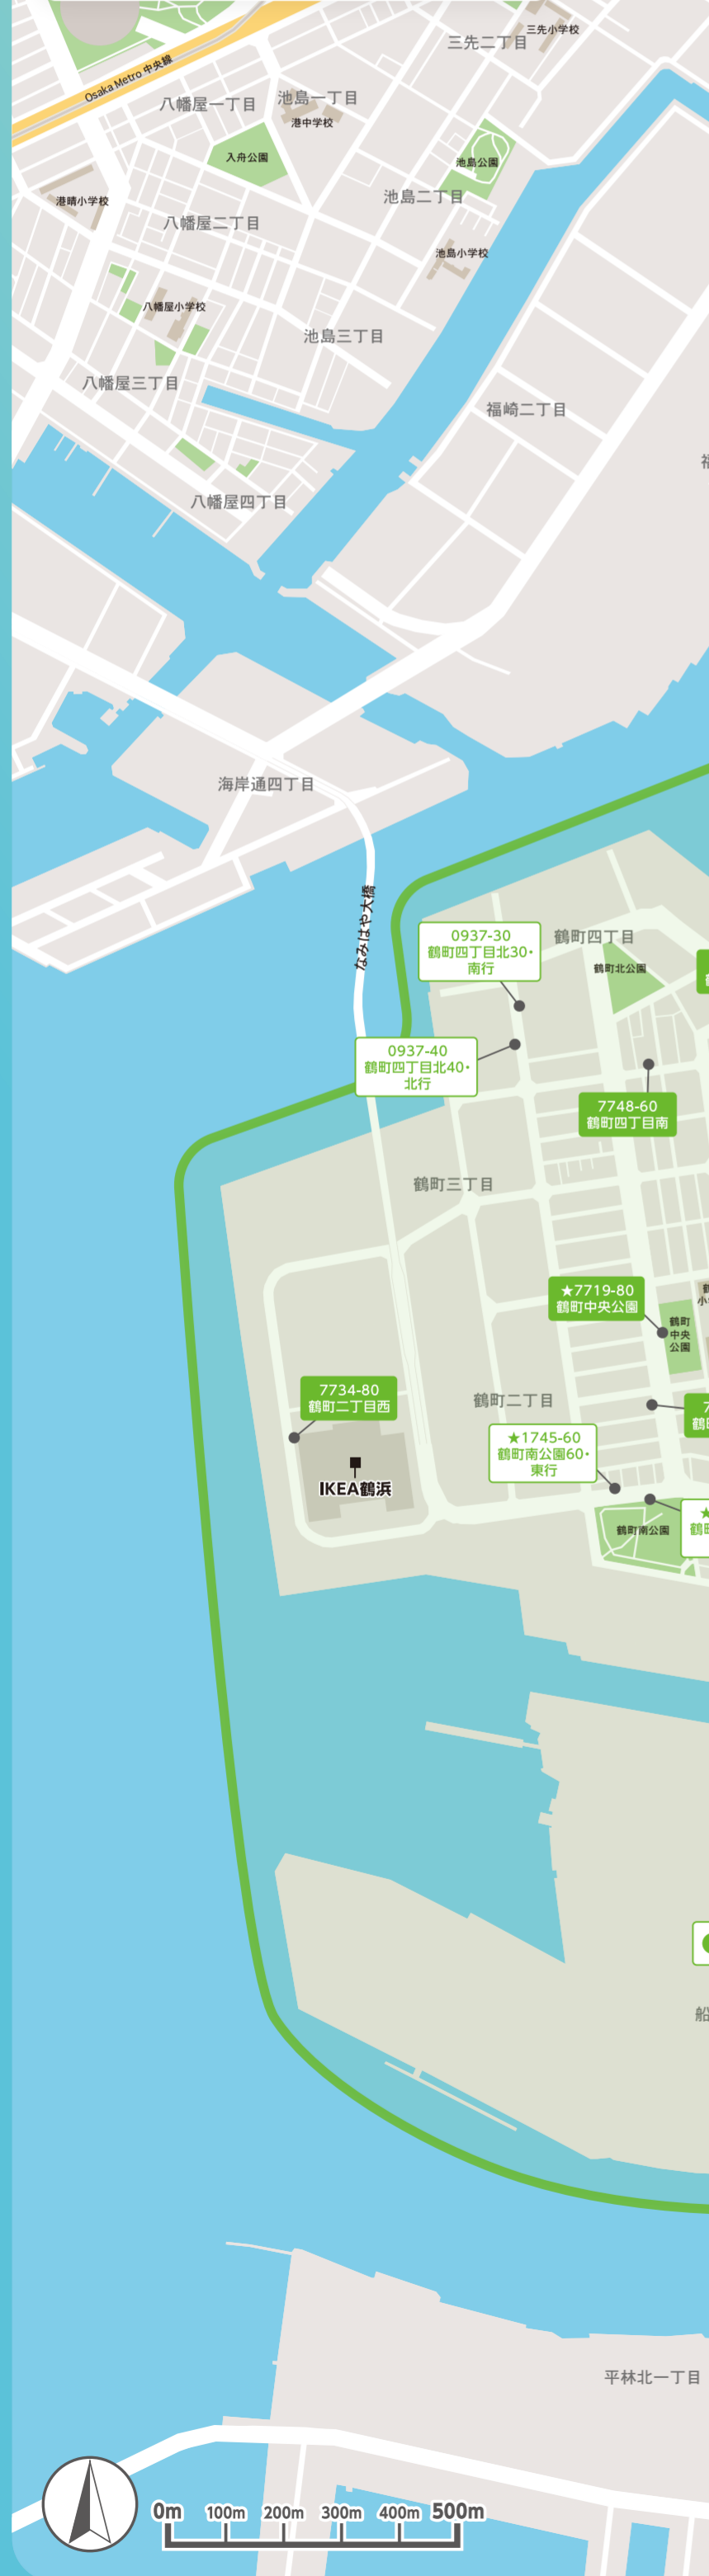 三先小学校
三先二丁目
Osaka Metro 中央線
池島一丁目
八幡屋一丁目
港中学校
入舟公園
池島公園
池島二丁目
港晴小学校
八幡屋二丁目
池島小学校
八幡屋小学校
池島三丁目
八幡屋三丁目
福崎二丁目
八幡屋四丁目
海岸通四丁目
なみはや大橋
0937-30
鶴町四丁目北30・
南行
鶴町四丁目
鶴町北公園
0937-40
鶴町四丁目北40・
北行
7748-60
鶴町四丁目南
鶴町三丁目
★7719-80
鶴町中央公園
鶴町
中央
公園
7734-80
鶴町二丁目西
鶴町二丁目
★1745-60
鶴町南公園60・
東行
IKEA鶴浜
鶴町南公園
船
平林北一丁目
0m 100m 200m 300m 400m 500m